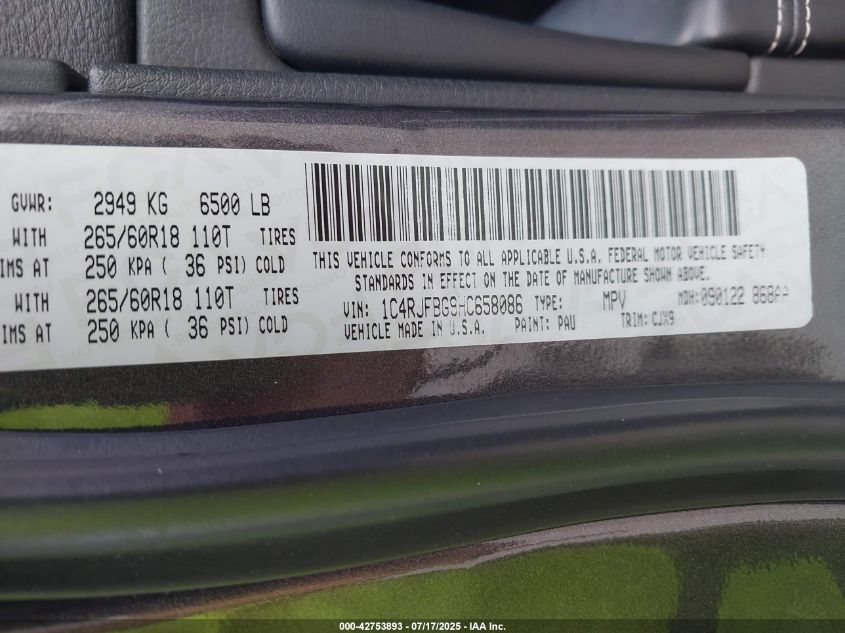 GVWR: 2949 KG 6500 LB
WITH 265/60R18 110T TIRES
IMS AT 250 KPA ( 36 PSI) COLD
WITH 265/60R18 110T TIRES
IMS AT 250 KPA ( 36 PSI) COLD
THIS VEHICLE CONFORMS TO ALL APPLICABLE U.S.A. FEDERAL MOTOR VEHICLE SAFETY
STANDARDS IN EFFECT ON THE DATE OF MANUFACTURE SHOWN ABOVE.
VIN: TYPE: MPV MDH: 090122 868AA
VEHICLE MADE IN U.S.A. PAINT: PAU TRIM: CJX9
000-42753893 - 07/17/2025 - IAA Inc.